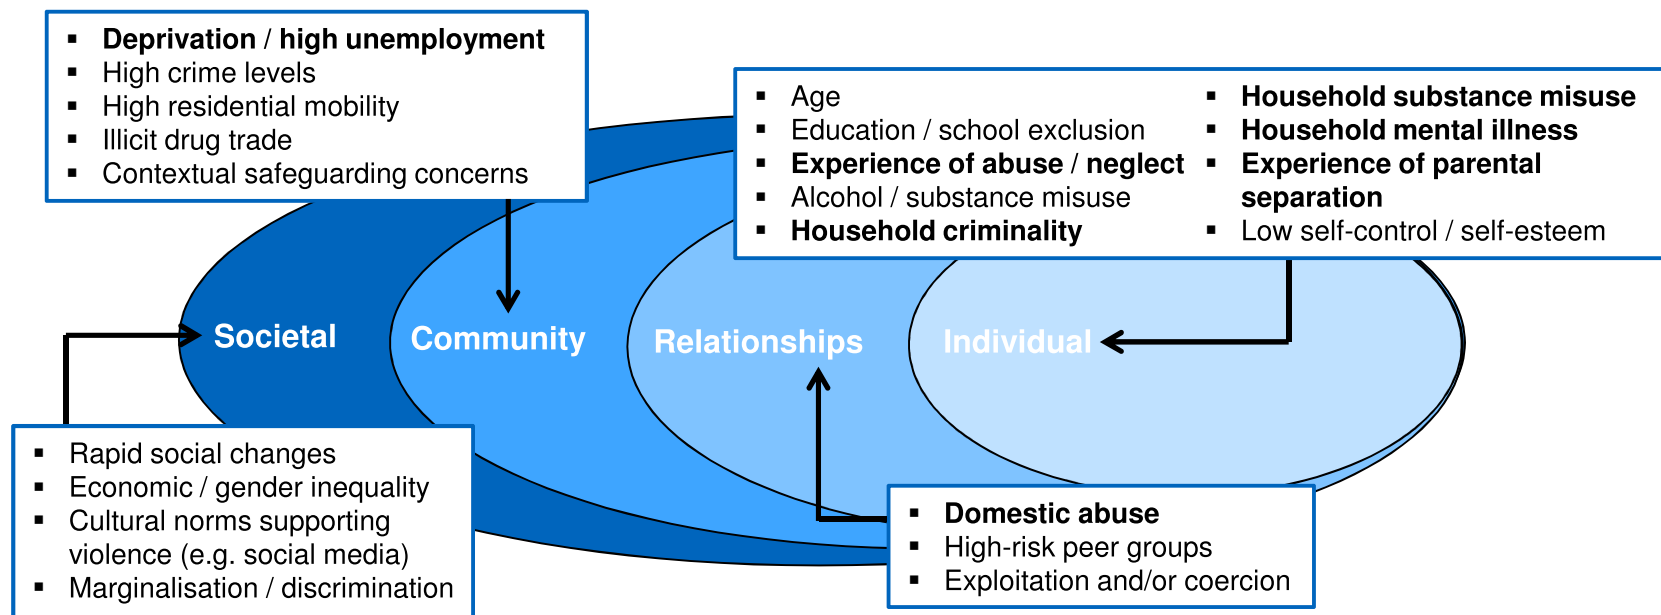 ▪ Deprivation / high unemployment
▪ High crime levels
▪ High residential mobility
▪ Illicit drug trade
▪ Contextual safeguarding concerns
▪ Age
▪ Education / school exclusion
▪ Experience of abuse / neglect
▪ Alcohol / substance misuse
▪ Household criminality
▪ Household substance misuse
▪ Household mental illness
▪ Experience of parental
separation
▪ Low self-control / self-esteem
Societal
Community
Relationships
Individual
▪ Rapid social changes
▪ Economic / gender inequality
▪ Cultural norms supporting
violence (e.g. social media)
▪ Marginalisation / discrimination
▪ Domestic abuse
▪ High-risk peer groups
▪ Exploitation and/or coercion